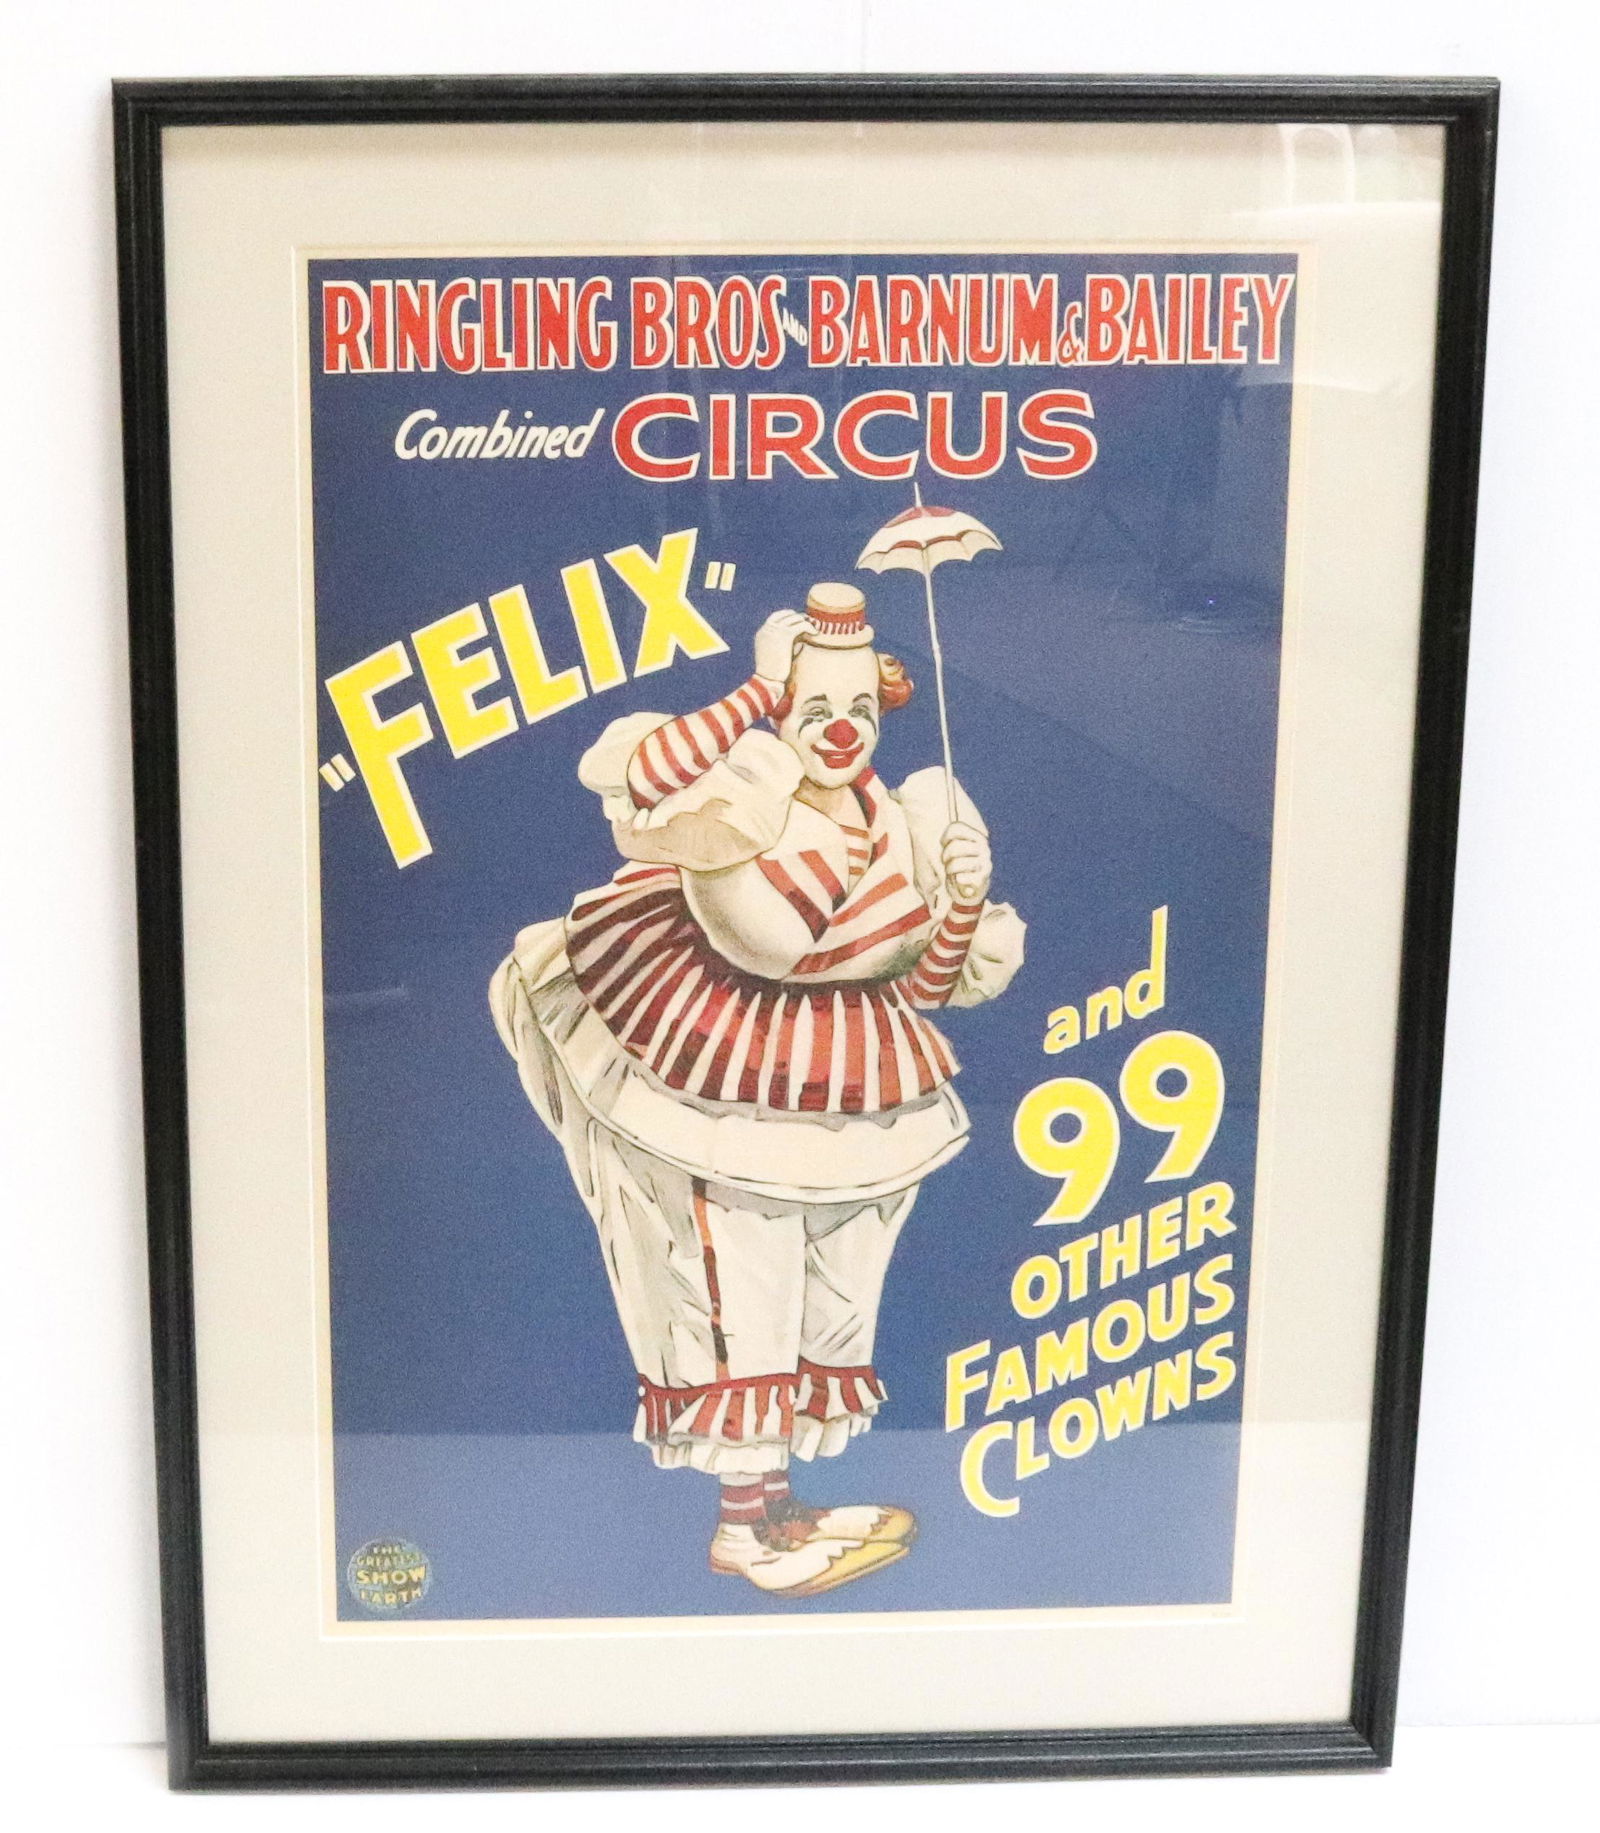 RINGLING BROS AND BARNUM & BAILEY
Combined CIRCUS
"FELIX"
and
99
OTHER
FAMOUS
CLOWNS
THE
GREATEST
SHOW
ON
EARTH